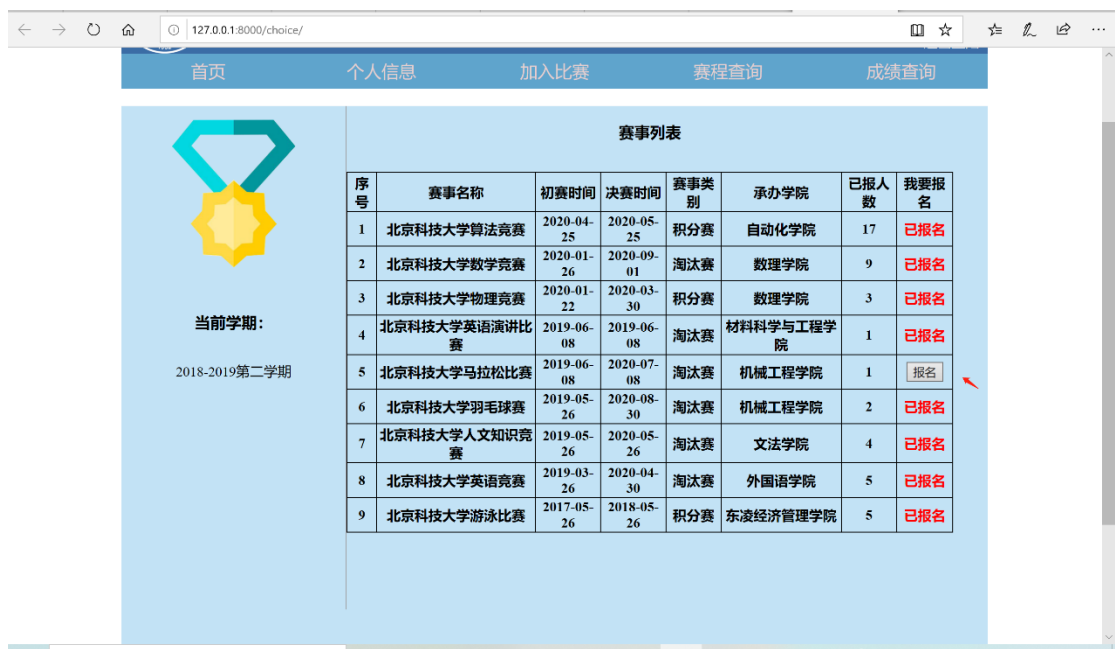 127.0.0.1:8000/choice/
首页 个人信息 加入比赛 赛程查询 成绩查询
赛事列表
序号 赛事名称 初赛时间 决赛时间 赛事类别 承办学院 已报人数 我要报名
1 北京科技大学算法竞赛 2020-04-25 2020-05-25 积分赛 自动化学院 17 已报名
2 北京科技大学数学竞赛 2020-01-26 2020-09-01 淘汰赛 数理学院 9 已报名
3 北京科技大学物理竞赛 2020-01-22 2020-03-30 积分赛 数理学院 3 已报名
4 北京科技大学英语演讲比赛 2019-06-08 2019-06-08 淘汰赛 材料科学与工程学院 1 已报名
5 北京科技大学马拉松比赛 2019-06-08 2020-07-08 淘汰赛 机械工程学院 1 报名
6 北京科技大学羽毛球赛 2019-05-26 2020-08-30 淘汰赛 机械工程学院 2 已报名
7 北京科技大学人文知识竞赛 2019-05-26 2020-05-26 淘汰赛 文法学院 4 已报名
8 北京科技大学英语竞赛 2019-03-26 2020-04-30 淘汰赛 外国语学院 5 已报名
9 北京科技大学游泳比赛 2017-05-26 2018-05-26 积分赛 东凌经济管理学院 5 已报名
当前学期：
2018-2019第二学期